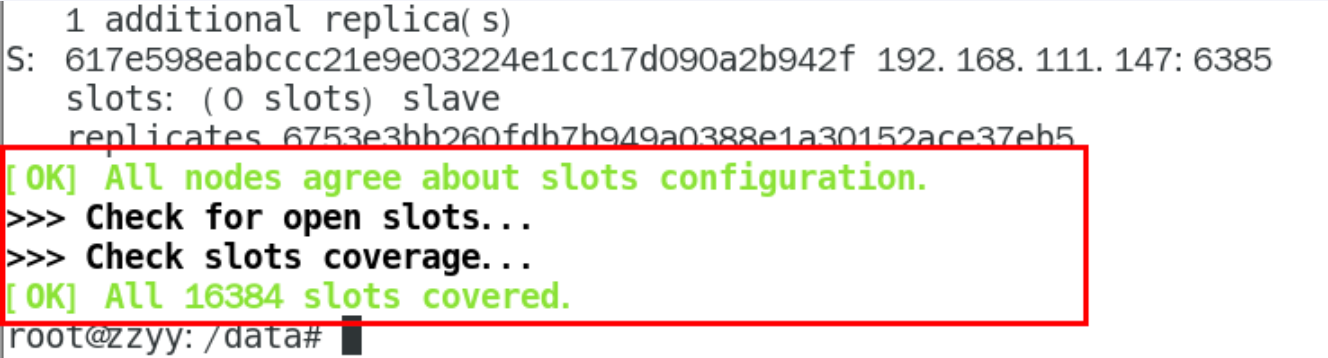 1 additional replica(s)
S: 617e598eabccc21e9e03224e1cc17d090a2b942f 192.168.111.147:6385
slots: (0 slots) slave
replicates 6753e3bb260fdb7b949a0388e1a30152ace37eb5
[OK] All nodes agree about slots configuration.
>>> Check for open slots...
>>> Check slots coverage...
[OK] All 16384 slots covered.
root@zzyy:/data#